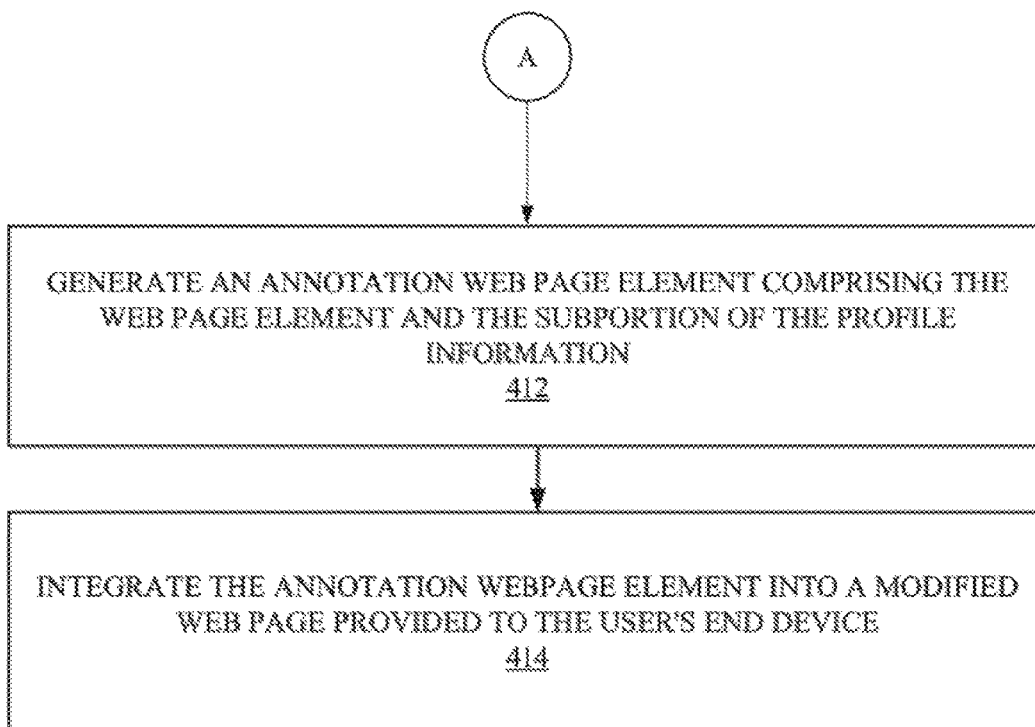 A
GENERATE AN ANNOTATION WEB PAGE ELEMENT COMPRISING THE
WEB PAGE ELEMENT AND THE SUBPORTION OF THE PROFILE
INFORMATION
412
INTEGRATE THE ANNOTATION WEBPAGE ELEMENT INTO A MODIFIED
WEB PAGE PROVIDED TO THE USER'S END DEVICE
414